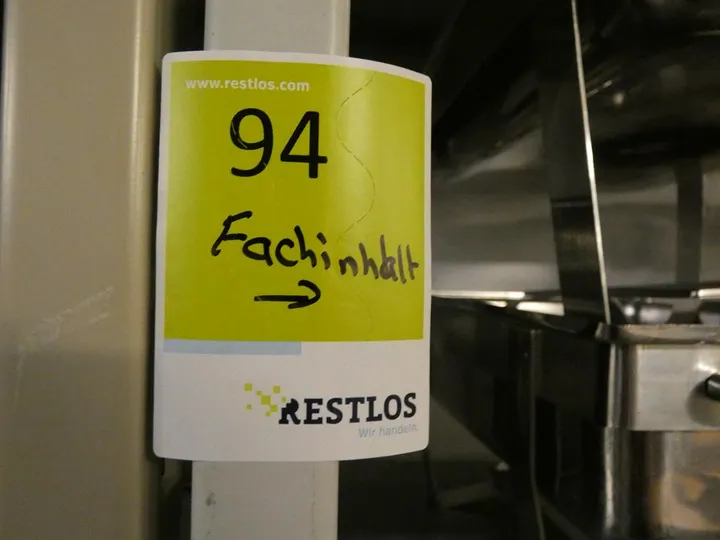 www.restlos.com
94
Fachinhalt
→
RESTLOS
Wir handeln.